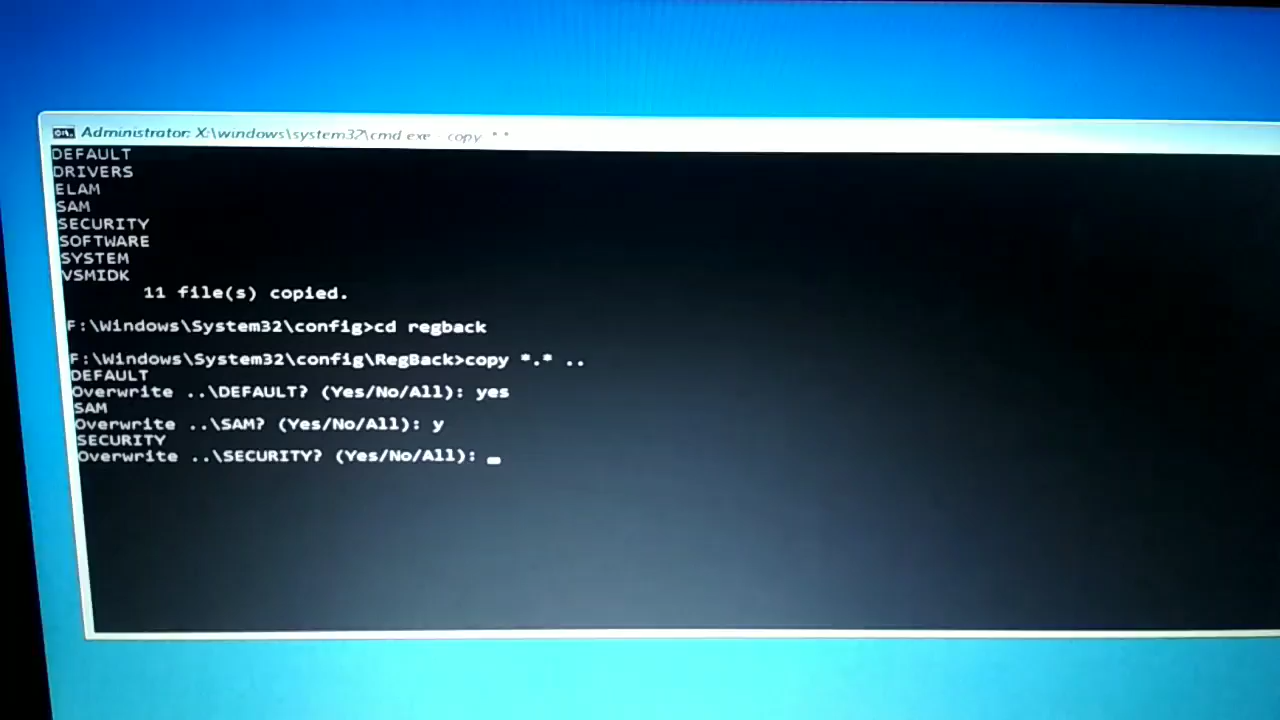 Administrator: X:\windows\system32\cmd.exe - copy *.* ..
DEFAULT
DRIVERS
ELAM
SAM
SECURITY
SOFTWARE
SYSTEM
VSMIDK
11 file(s) copied.
F:\Windows\System32\config>cd regback
F:\Windows\System32\config\RegBack>copy *.* ..
DEFAULT
Overwrite ..\DEFAULT? (Yes/No/All): yes
SAM
Overwrite ..\SAM? (Yes/No/All): y
SECURITY
Overwrite ..\SECURITY? (Yes/No/All):